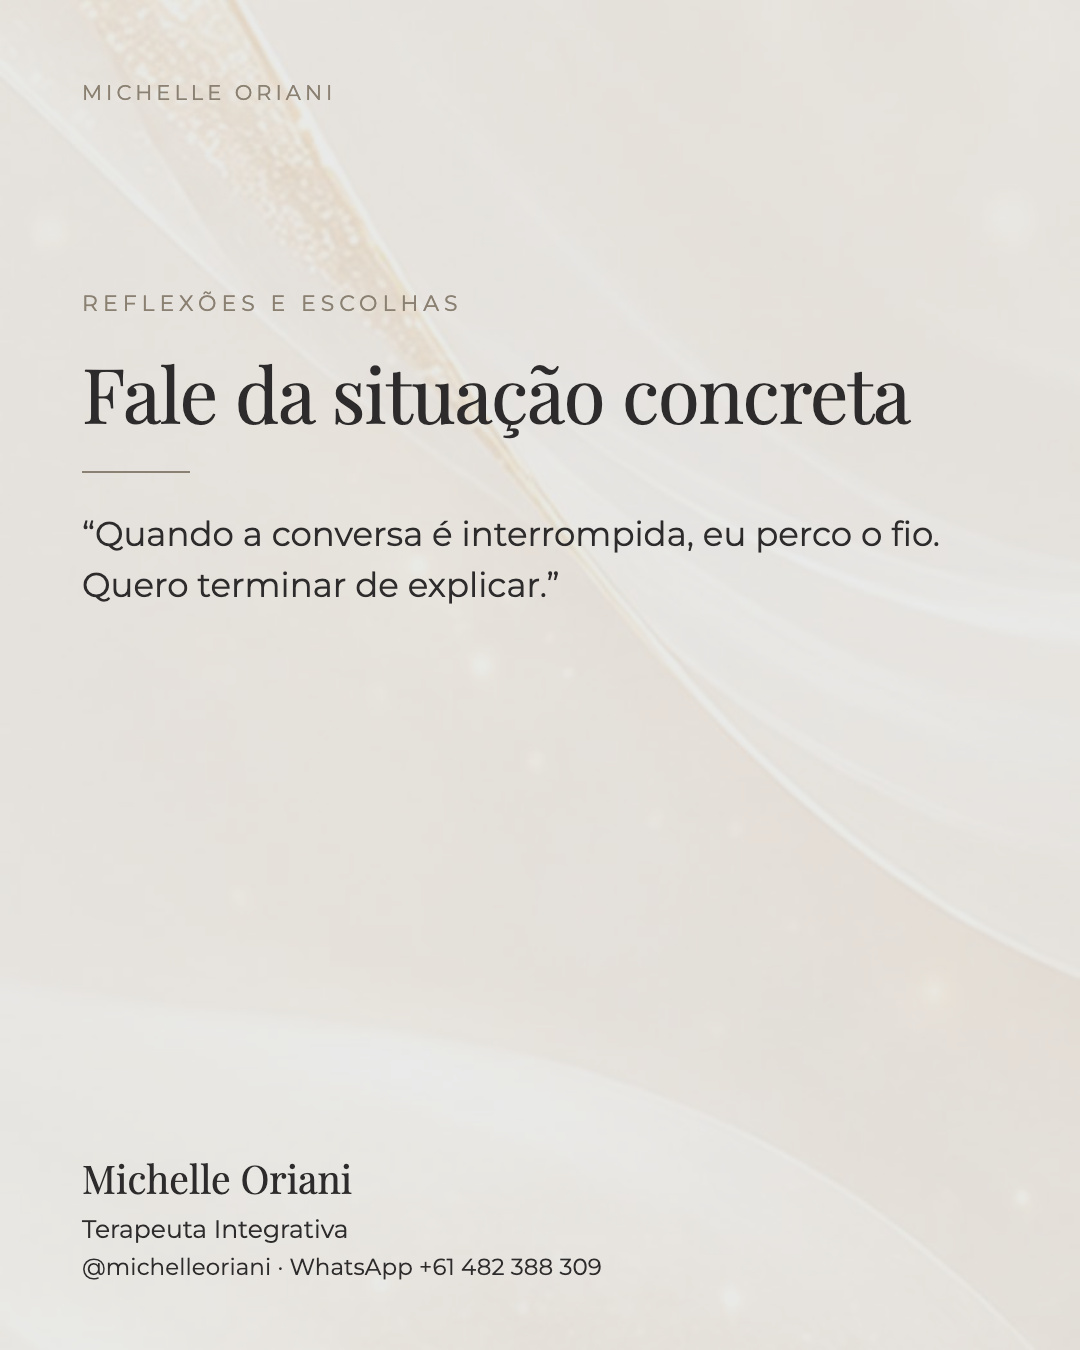 MICHELLE ORIANI
REFLEXÕES E ESCOLHAS
Fale da situação concreta
“Quando a conversa é interrompida, eu perco o fio.
Quero terminar de explicar.”
Michelle Oriani
Terapeuta Integrativa
@michelleoriani · WhatsApp +61 482 388 309